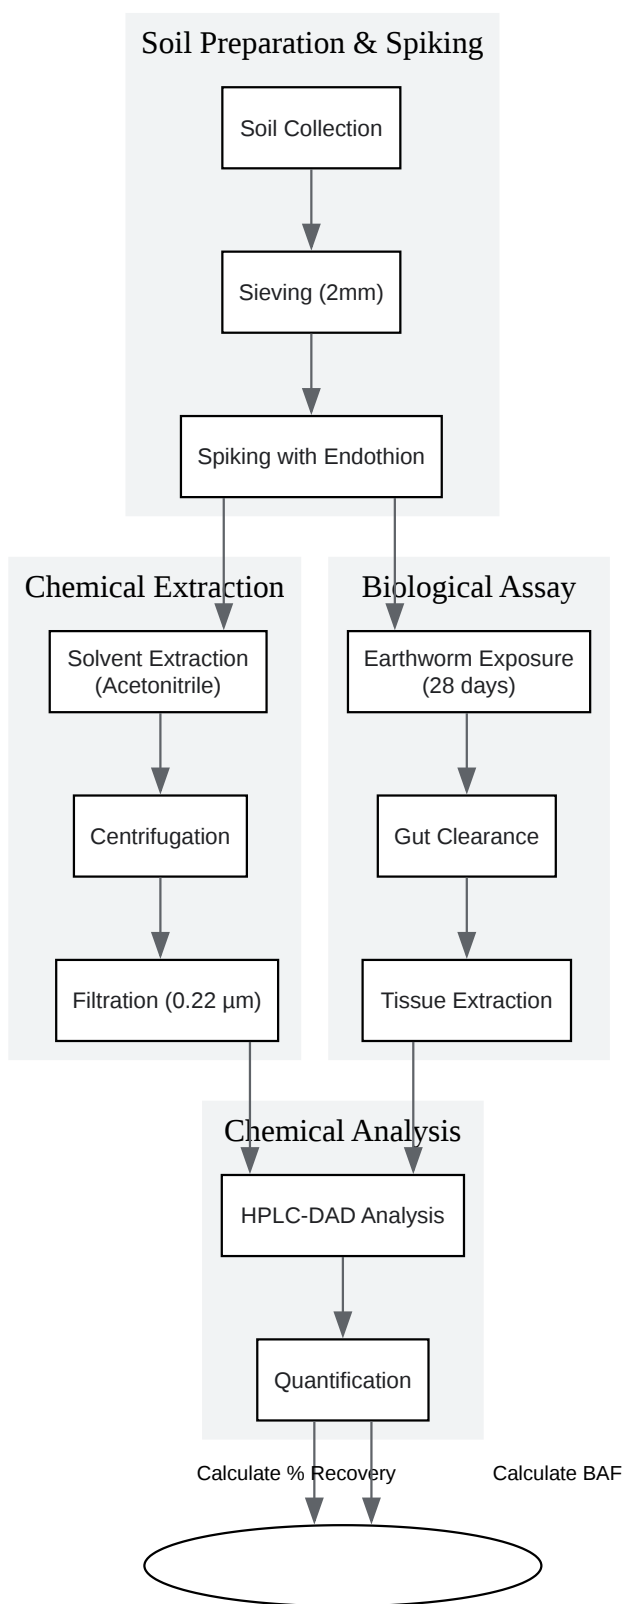 Soil Preparation & Spiking
Soil Collection
Sieving (2mm)
Spiking with Endothion
Chemical Extraction
Solvent Extraction
(Acetonitrile)
Centrifugation
Filtration (0.22 µm)
Biological Assay
Earthworm Exposure
(28 days)
Gut Clearance
Tissue Extraction
Chemical Analysis
HPLC-DAD Analysis
Quantification
Calculate % Recovery
Calculate BAF